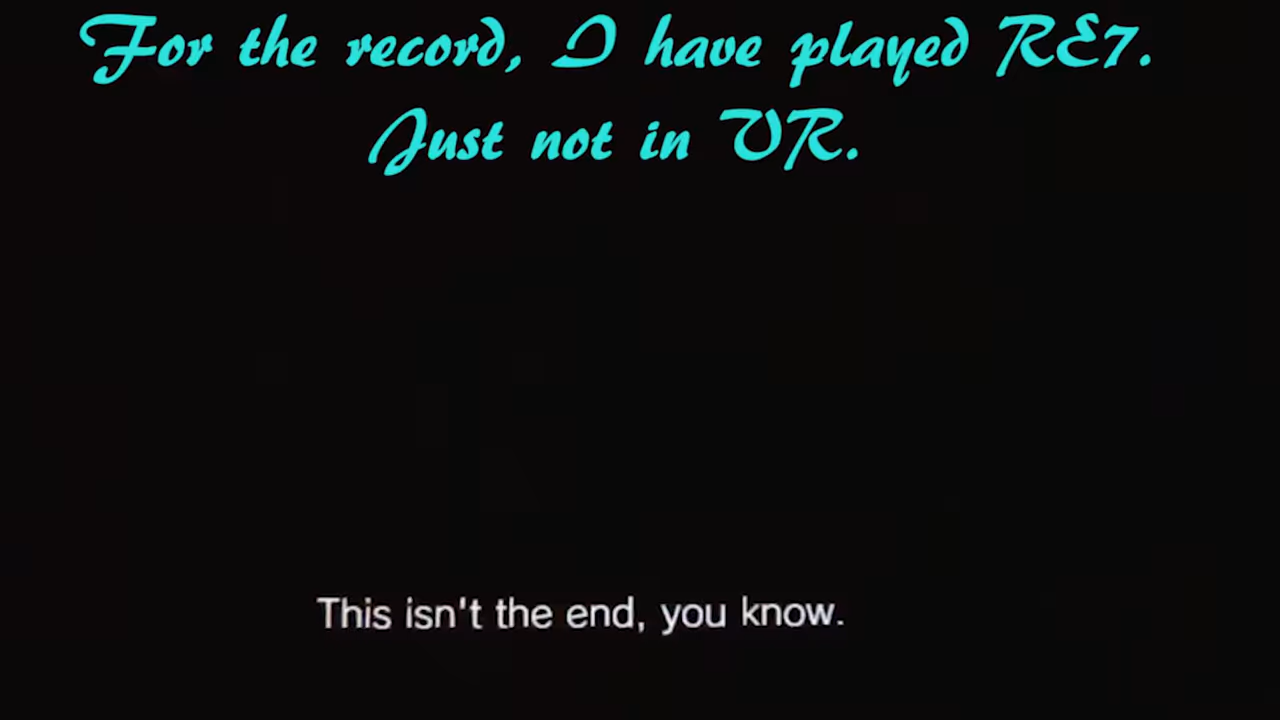 For the record, I have played RE7.
Just not in VR.
This isn't the end, you know.